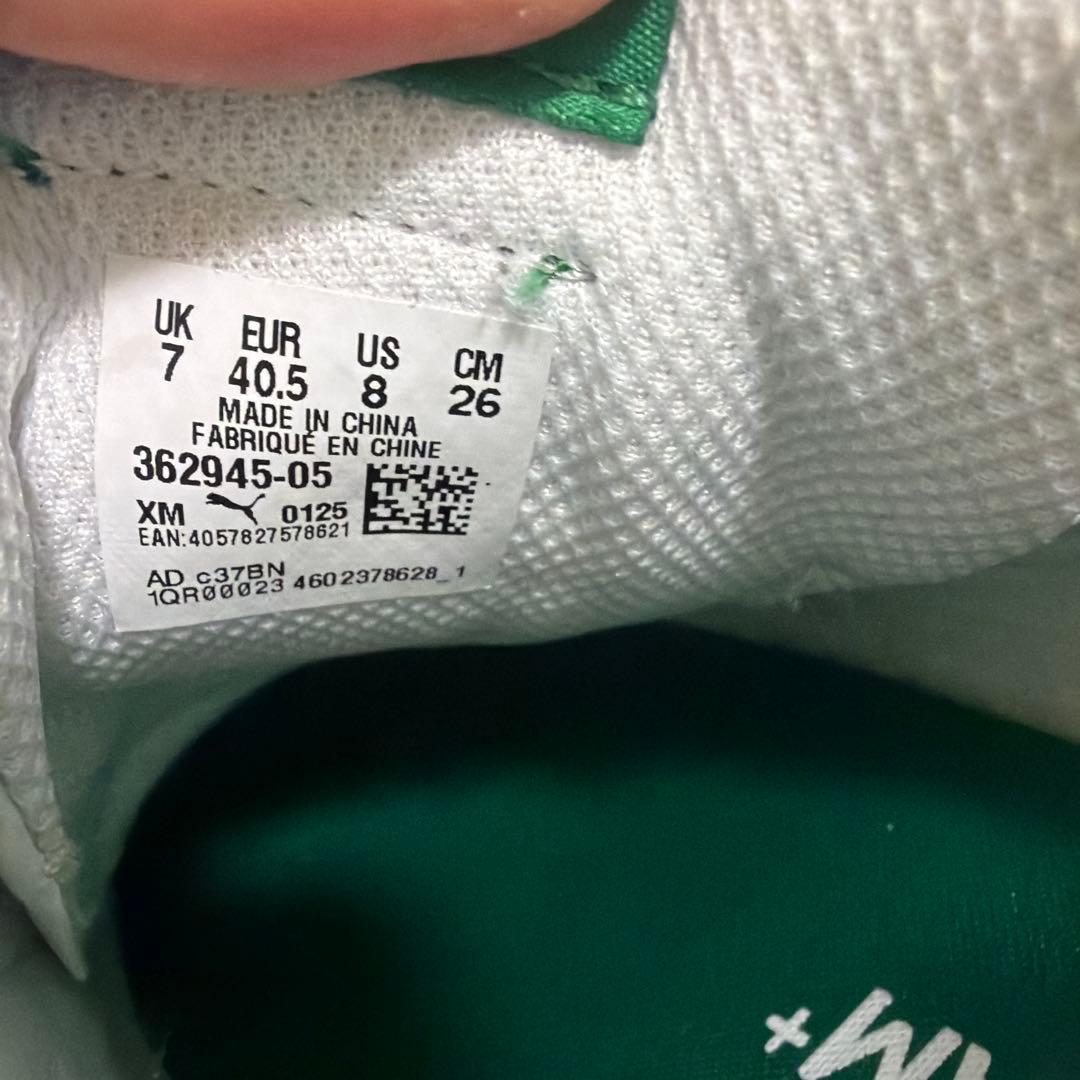 UK EUR US CM
7 40.5 8 26
MADE IN CHINA
FABRIQUÉ EN CHINE
362945-05
XM 0125
EAN:4057827578621
AD c37BN
1QR00023 4602378628_1